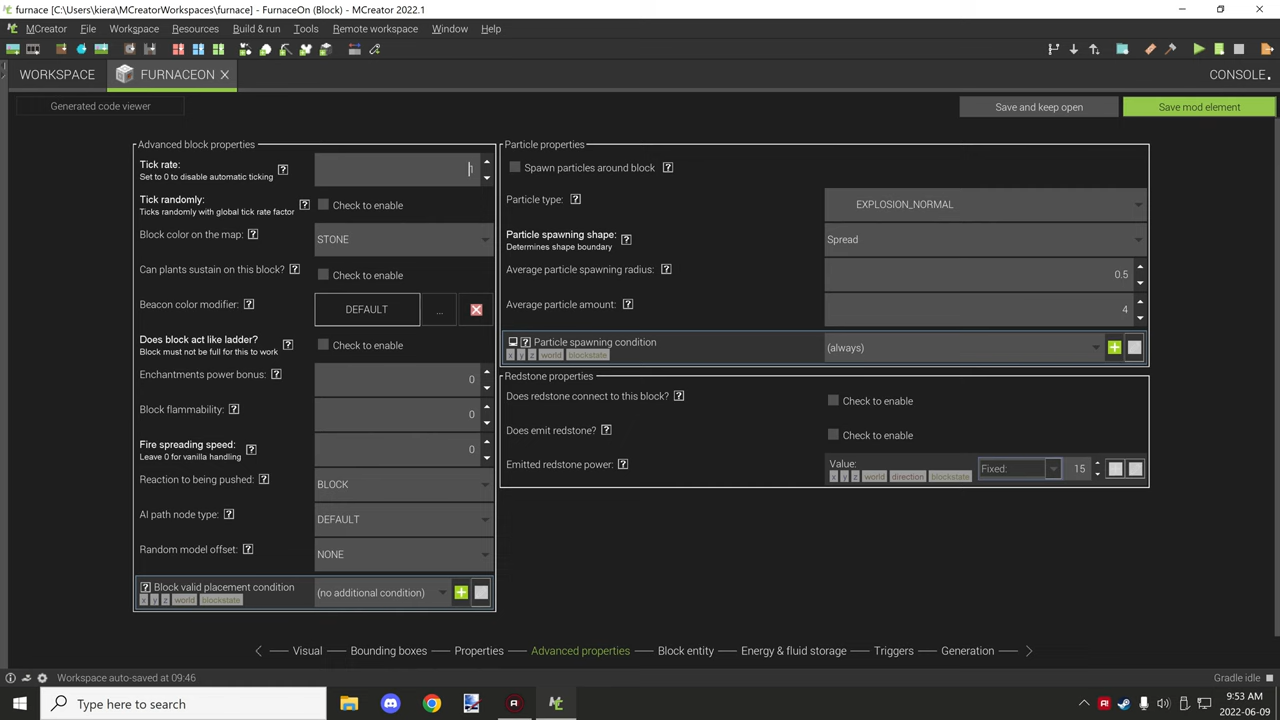 furnace [C:\Users\kiera\MCreatorWorkspaces\furnace] - FurnaceOn (Block) - MCreator 2022.1
MCreator File Workspace Resources Build & run Tools Remote workspace Window Help
WORKSPACE FURNACEON CONSOLE
Generated code viewer Save and keep open Save mod element
Advanced block properties
Tick rate:
Set to 0 to disable automatic ticking
1
Tick randomly:
Ticks randomly with global tick rate factor
Check to enable
Block color on the map: STONE
Can plants sustain on this block? Check to enable
Beacon color modifier: DEFAULT ...
Does block act like ladder?
Block must not be full for this to work
Check to enable
Enchantments power bonus: 0
Block flammability: 0
Fire spreading speed:
Leave 0 for vanilla handling
0
Reaction to being pushed: BLOCK
AI path node type: DEFAULT
Random model offset: NONE
Block valid placement condition (no additional condition)
x y z world blockstate
Particle properties
Spawn particles around block
Particle type: EXPLOSION_NORMAL
Particle spawning shape:
Determines shape boundary
Spread
Average particle spawning radius: 0.5
Average particle amount: 4
Particle spawning condition (always)
x y z world blockstate
Redstone properties
Does redstone connect to this block? Check to enable
Does emit redstone? Check to enable
Emitted redstone power: Value: Fixed: 15
x y z world direction blockstate
Visual Bounding boxes Properties Advanced properties Block entity Energy & fluid storage Triggers Generation
Workspace auto-saved at 09:46 Gradle idle
Type here to search
9:53 AM
2022-06-09